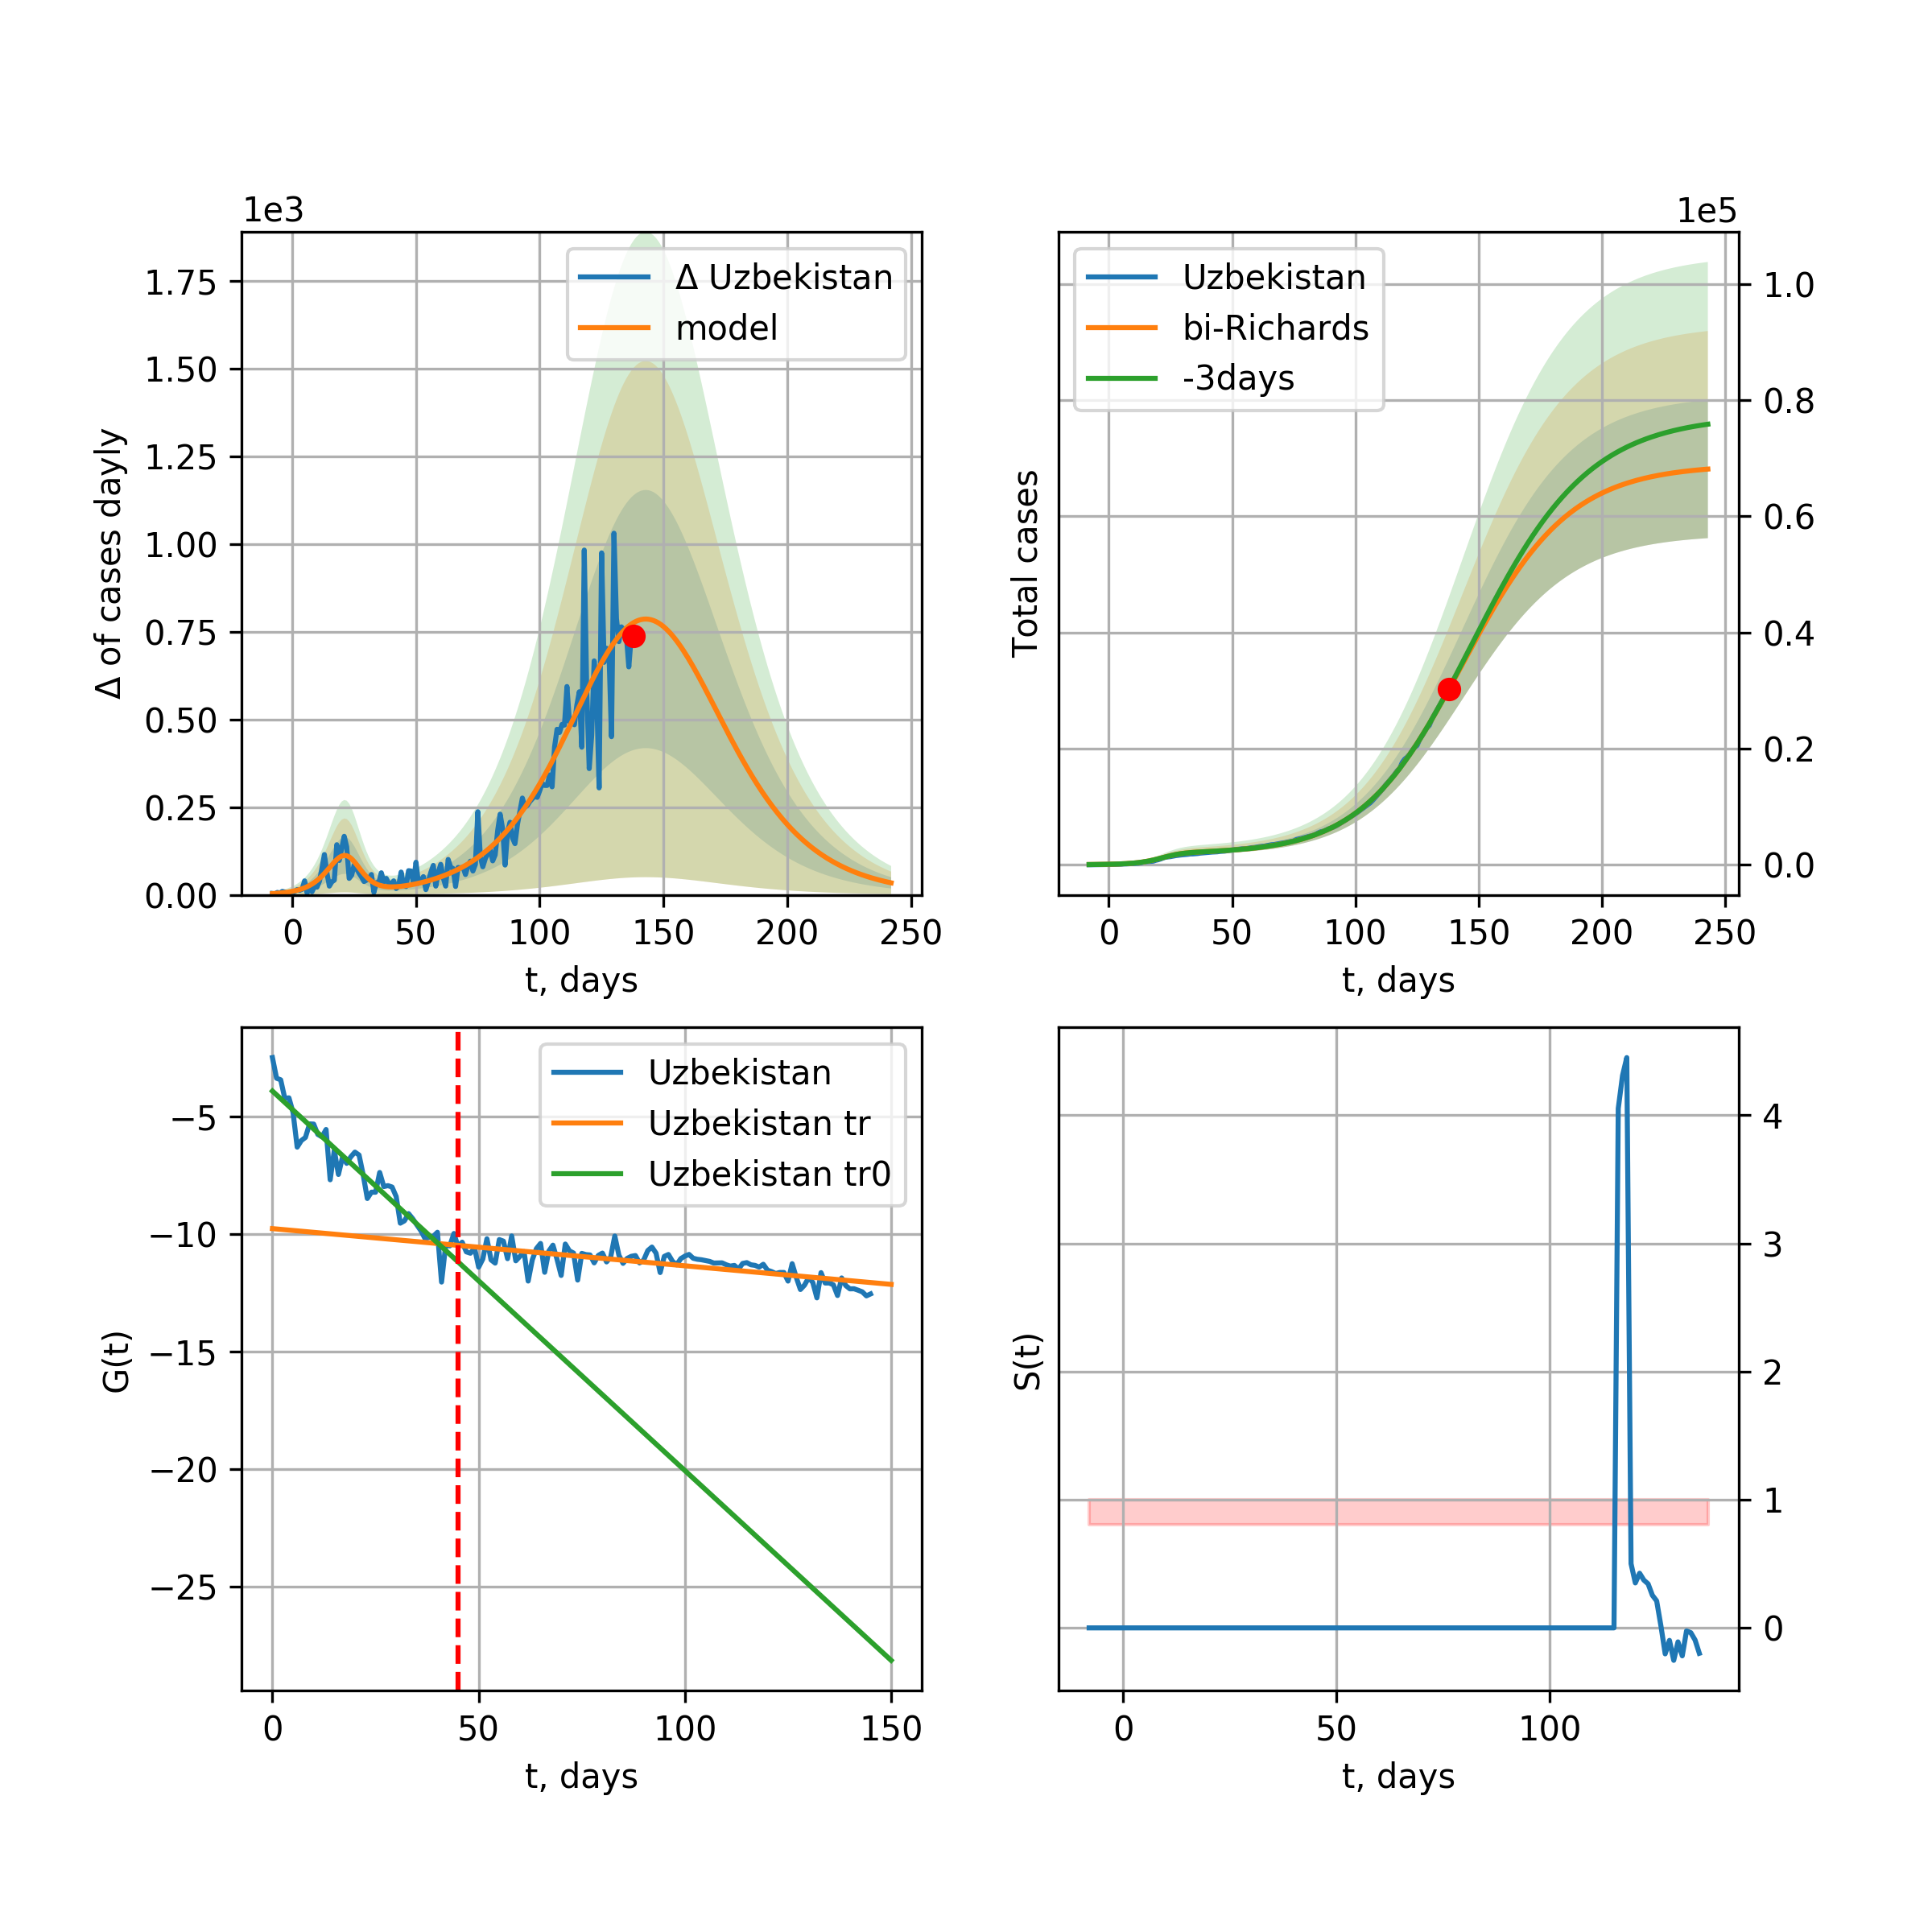 1e3
Δ of cases dayly
1.75
1.50
1.25
1.00
0.75
0.50
0.25
0.00
Δ Uzbekistan
model
0 50 100 150 200 250
t, days
1e5
Total cases
Uzbekistan
bi-Richards
-3days
1.0
0.8
0.6
0.4
0.2
0.0
0 50 100 150 200 250
t, days
G(t)
−5
−10
−15
−20
−25
Uzbekistan
Uzbekistan tr
Uzbekistan tr0
0 50 100 150
t, days
S(t)
4
3
2
1
0
0 50 100
t, days